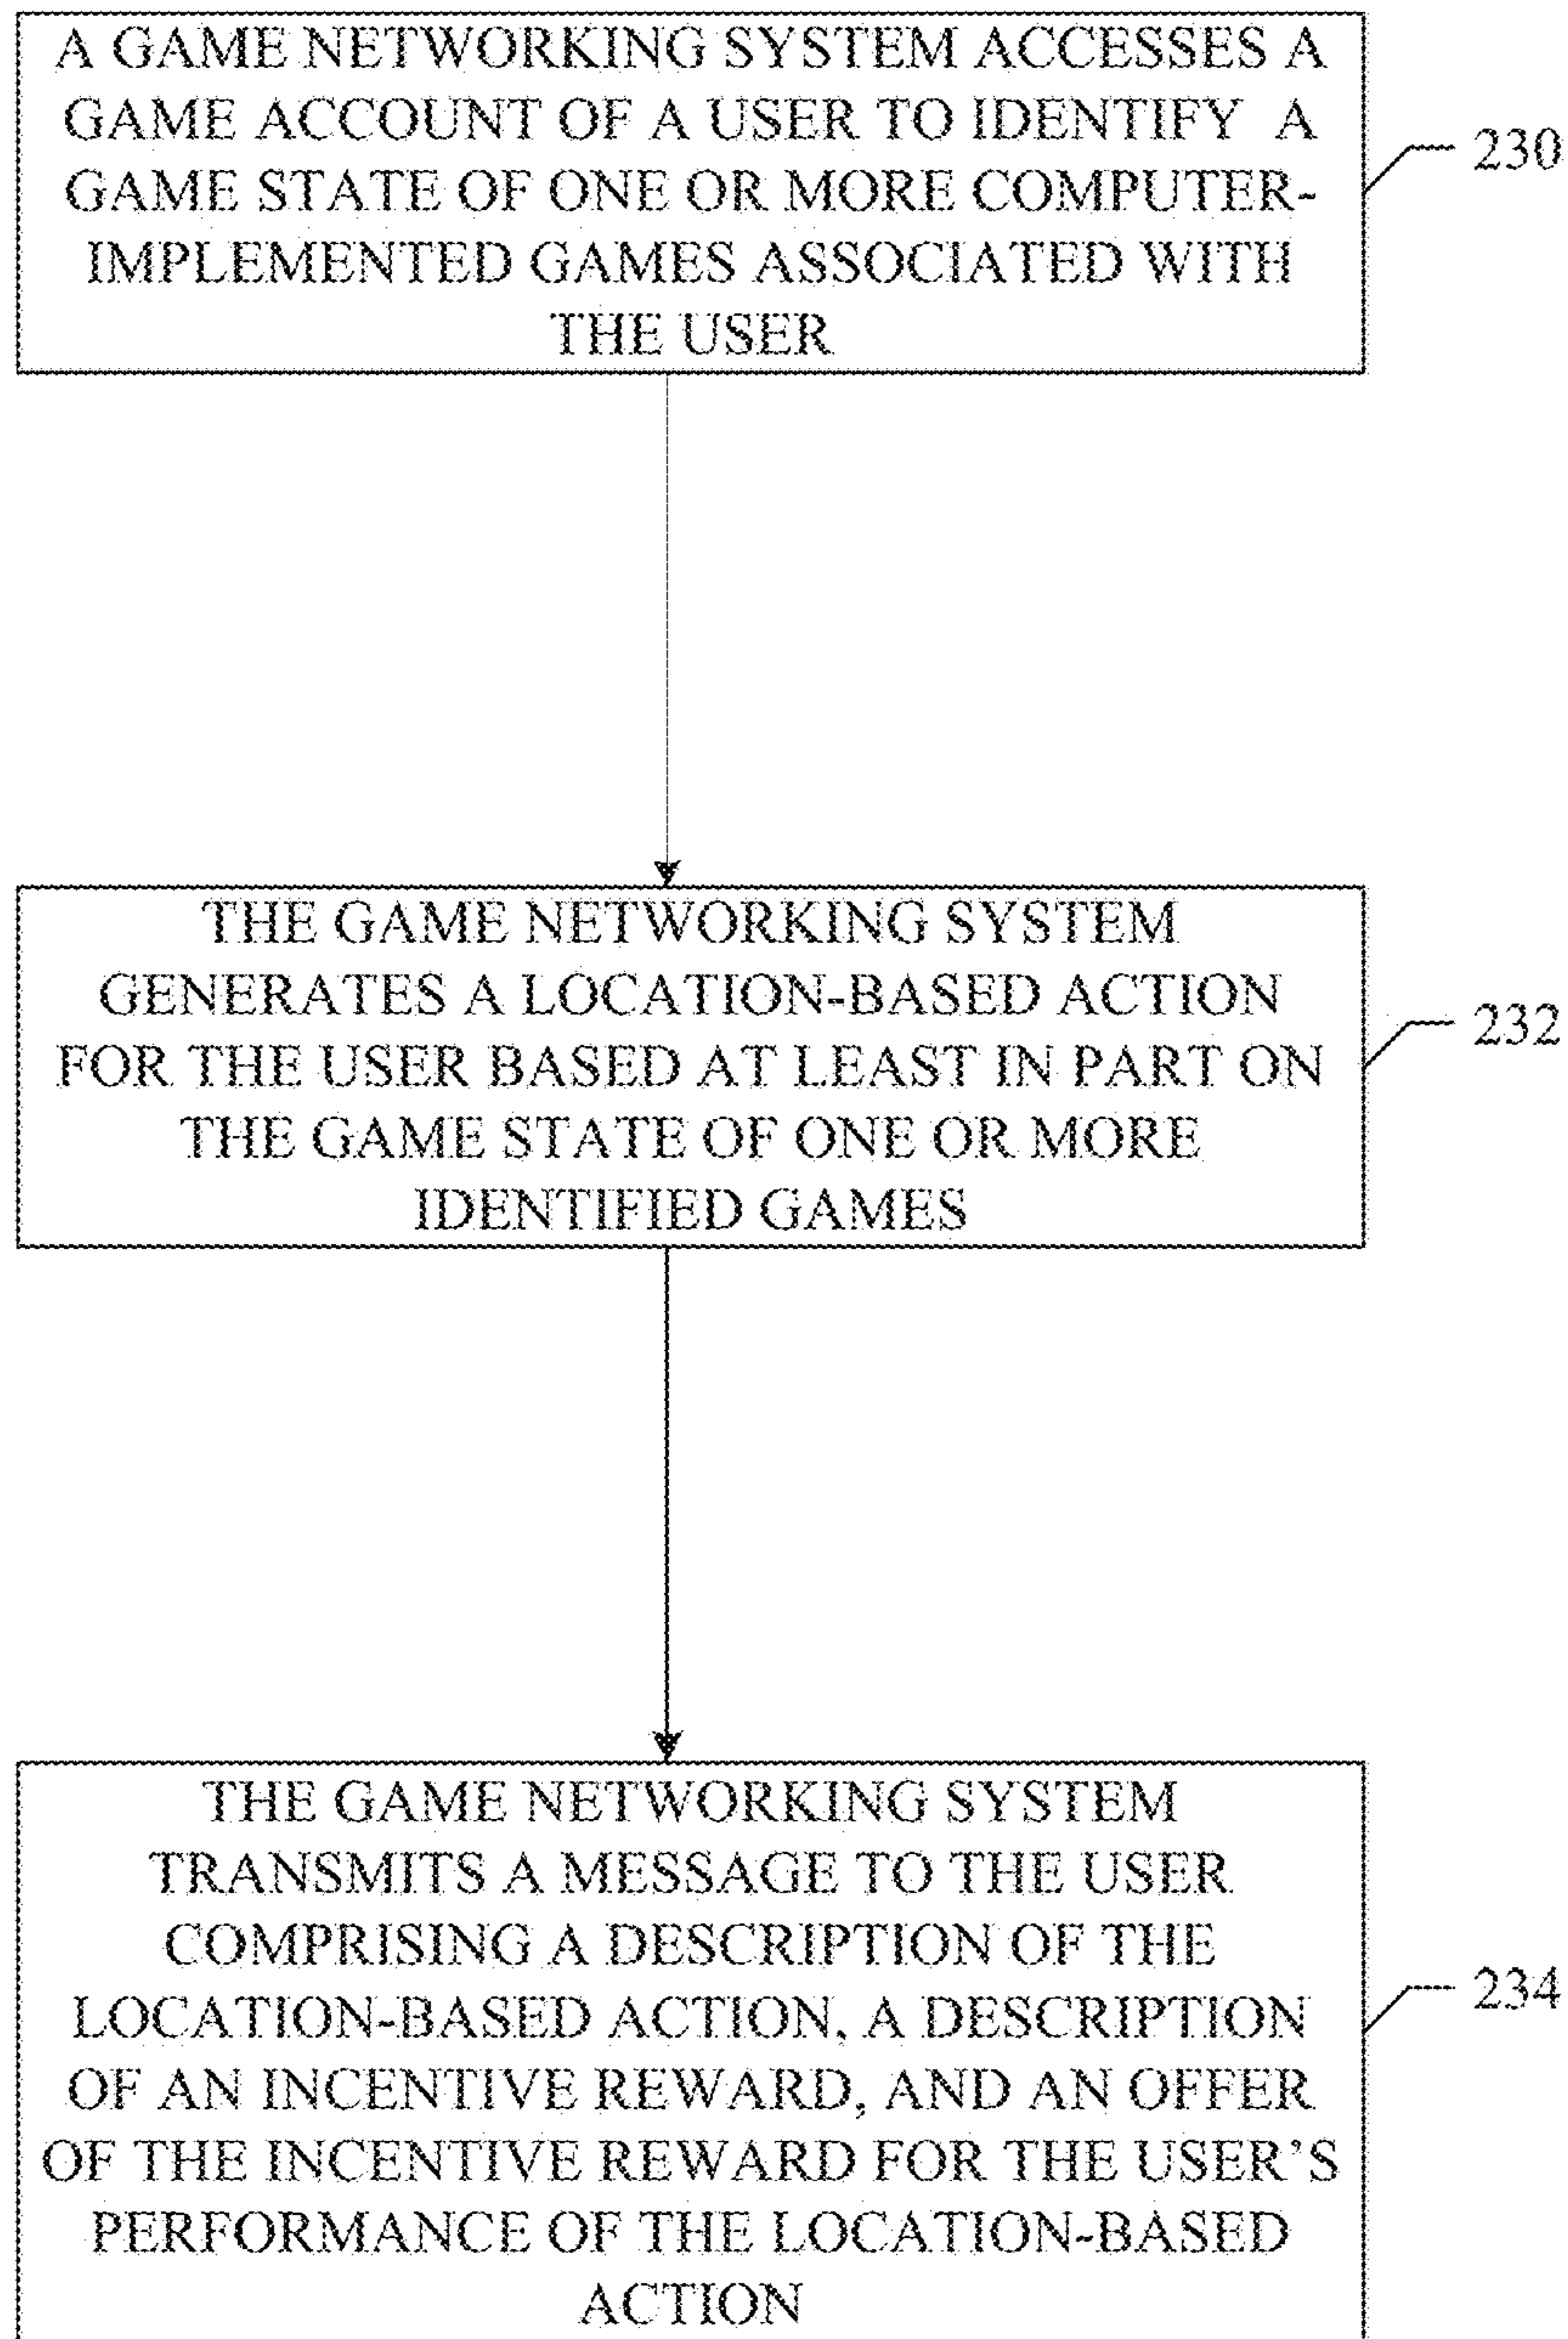 A GAME NETWORKING SYSTEM ACCESSES A
GAME ACCOUNT OF A USER TO IDENTIFY A
GAME STATE OF ONE OR MORE COMPUTER-
IMPLEMENTED GAMES ASSOCIATED WITH
THE USER
230
THE GAME NETWORKING SYSTEM
GENERATES A LOCATION-BASED ACTION
FOR THE USER BASED AT LEAST IN PART ON
THE GAME STATE OF ONE OR MORE
IDENTIFIED GAMES
232
THE GAME NETWORKING SYSTEM
TRANSMITS A MESSAGE TO THE USER
COMPRISING A DESCRIPTION OF THE
LOCATION-BASED ACTION, A DESCRIPTION
OF AN INCENTIVE REWARD, AND AN OFFER
OF THE INCENTIVE REWARD FOR THE USER’S
PERFORMANCE OF THE LOCATION-BASED
ACTION
234